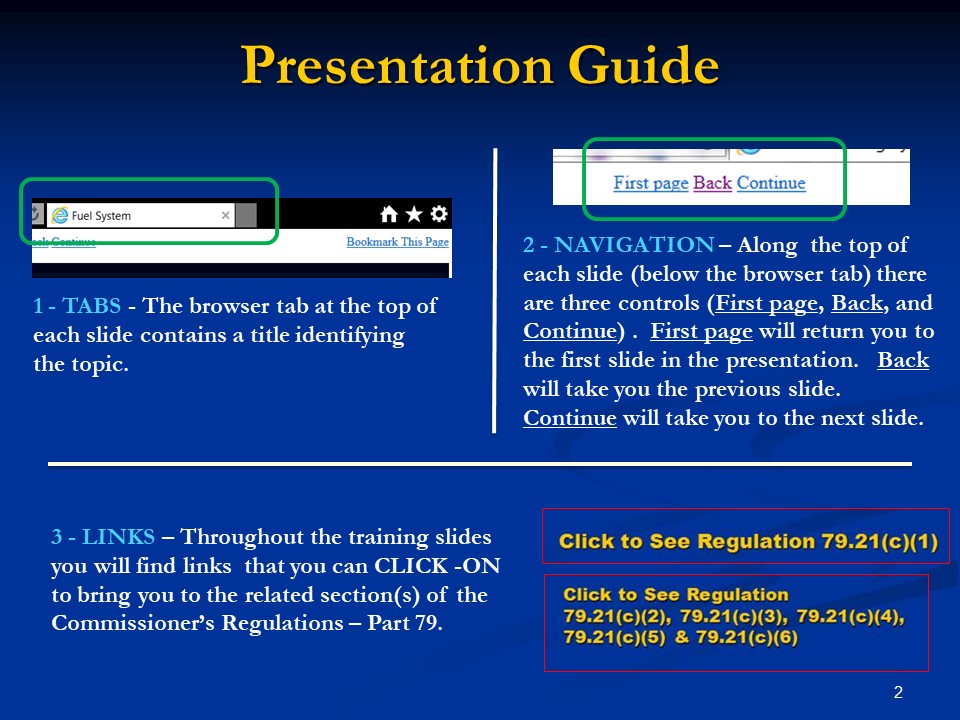 Presentation Guide
Fuel System
Continue
Bookmark This Page
1 - TABS - The browser tab at the top of
each slide contains a title identifying
the topic.
First page Back Continue
2 - NAVIGATION – Along the top of
each slide (below the browser tab) there
are three controls (First page, Back, and
Continue) . First page will return you to
the first slide in the presentation. Back
will take you the previous slide.
Continue will take you to the next slide.
3 - LINKS – Throughout the training slides
you will find links that you can CLICK -ON
to bring you to the related section(s) of the
Commissioner’s Regulations – Part 79.
Click to See Regulation 79.21(c)(1)
Click to See Regulation
79.21(c)(2), 79.21(c)(3), 79.21(c)(4),
79.21(c)(5) & 79.21(c)(6)
2